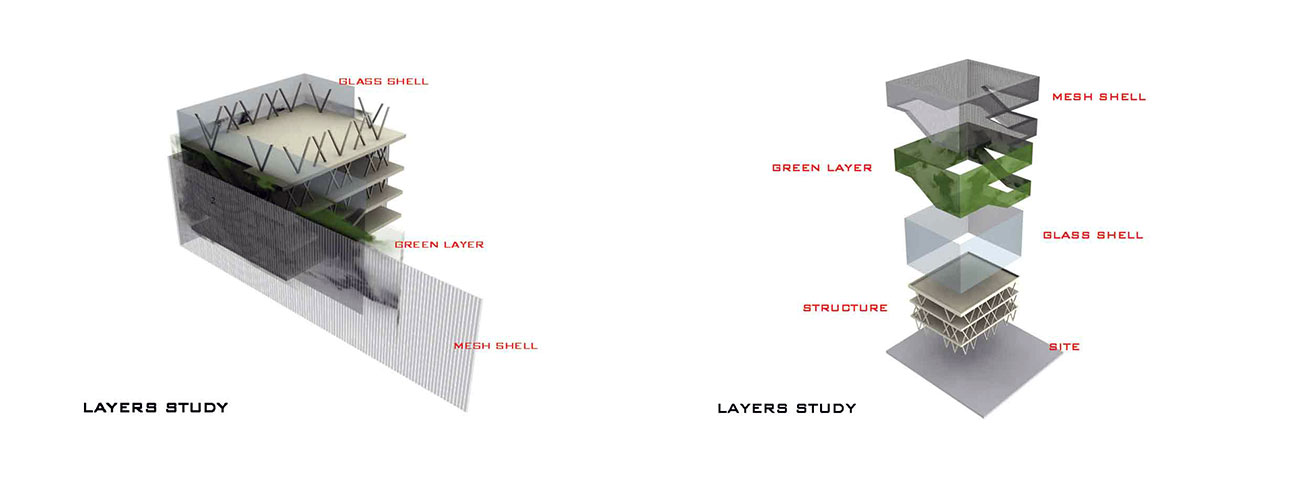 GLASS SHELL
GREEN LAYER
MESH SHELL
LAYERS STUDY
MESH SHELL
GREEN LAYER
GLASS SHELL
STRUCTURE
SITE
LAYERS STUDY